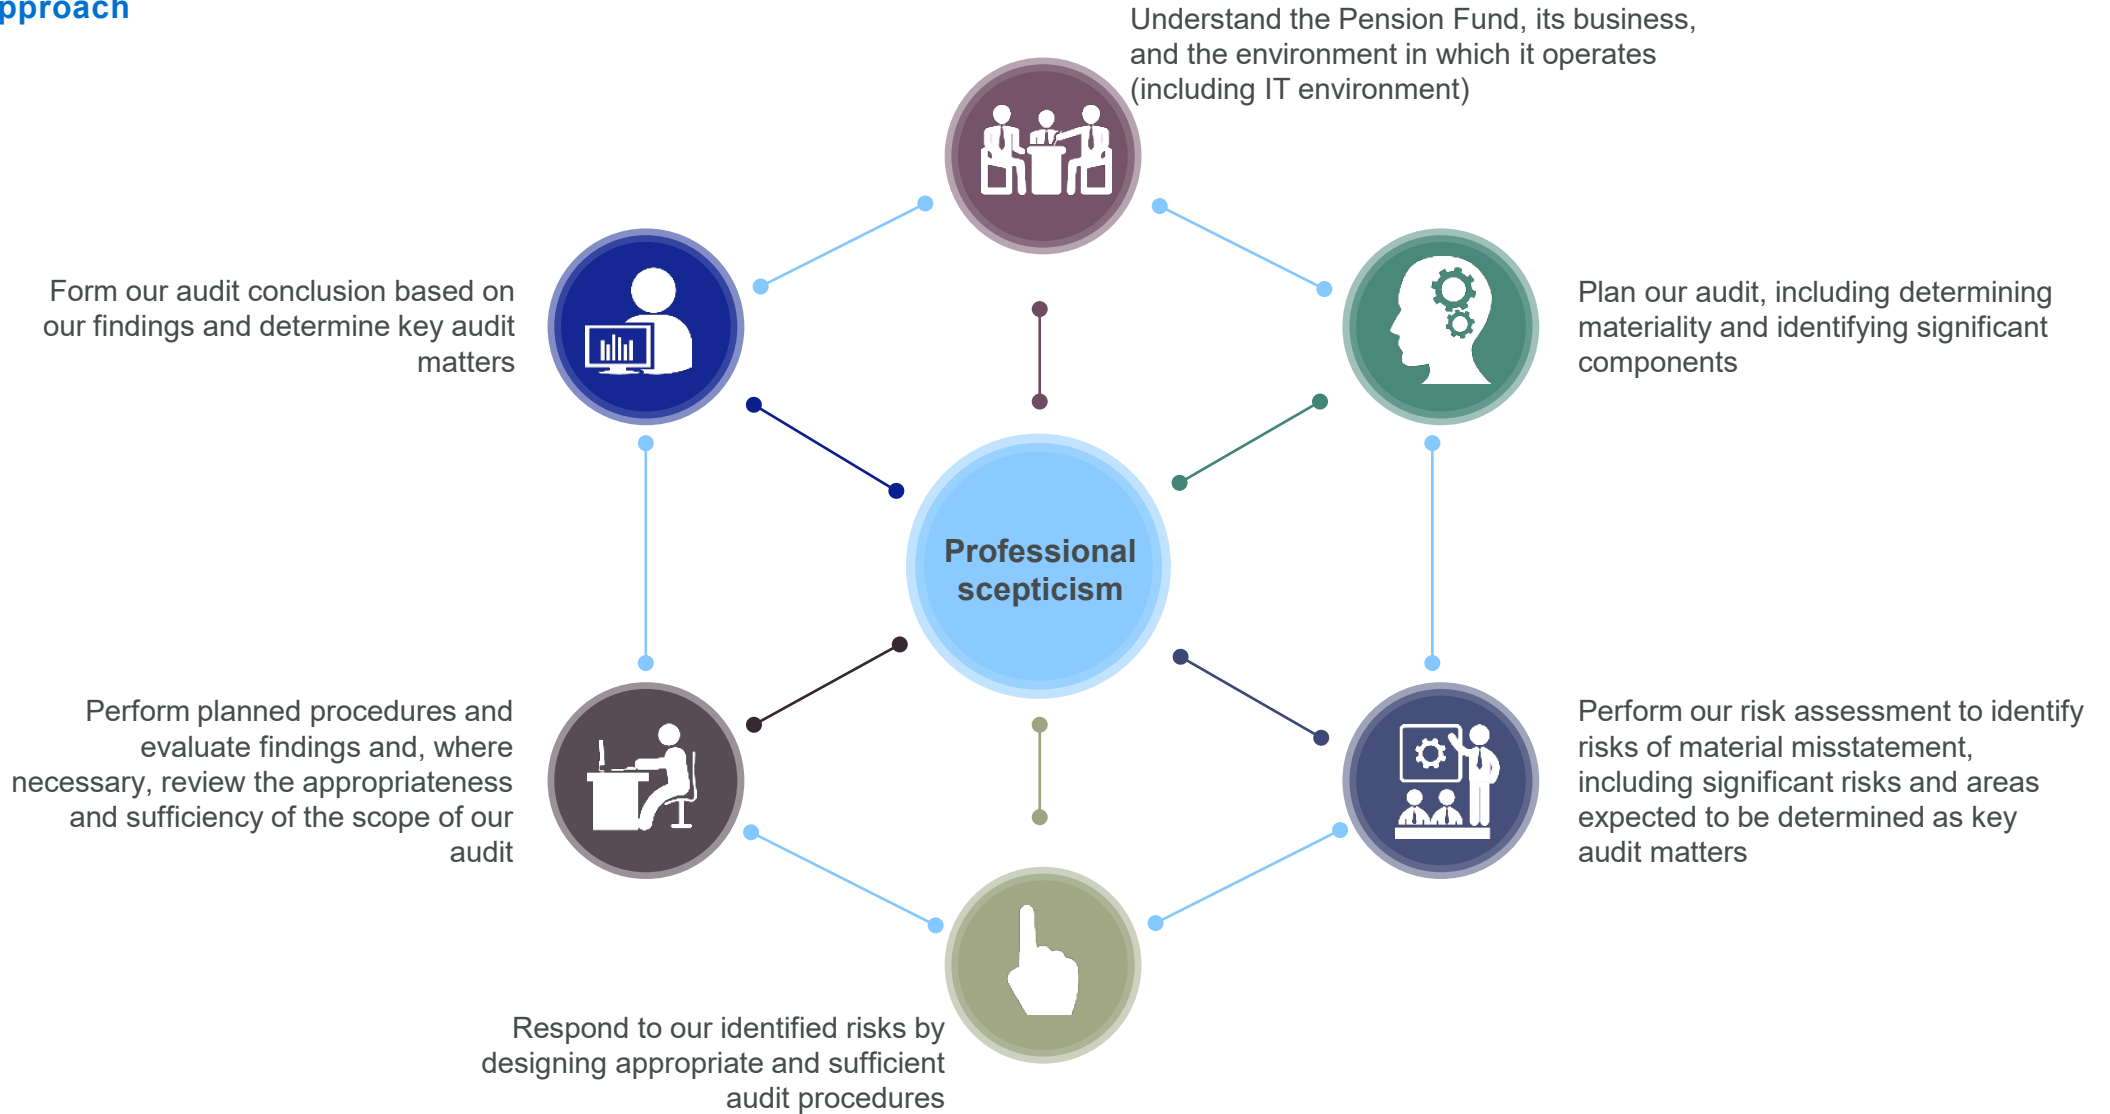 pproach
Understand the Pension Fund, its business,
and the environment in which it operates
(including IT environment)
Plan our audit, including determining
materiality and identifying significant
components
Perform our risk assessment to identify
risks of material misstatement,
including significant risks and areas
expected to be determined as key
audit matters
Respond to our identified risks by
designing appropriate and sufficient
audit procedures
Perform planned procedures and
evaluate findings and, where
necessary, review the appropriateness
and sufficiency of the scope of our
audit
Form our audit conclusion based on
our findings and determine key audit
matters
Professional
scepticism